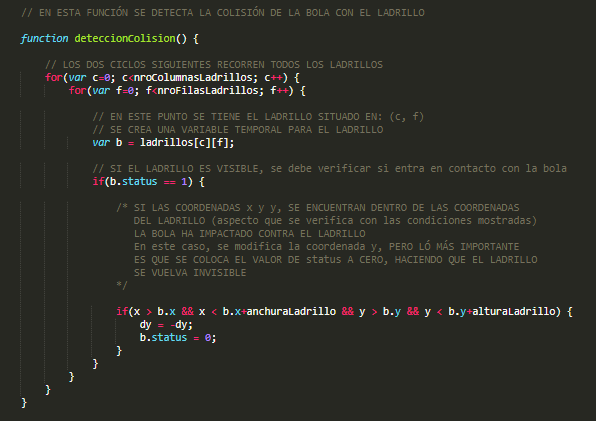 // EN ESTA FUNCIÓN SE DETECTA LA COLISIÓN DE LA BOLA CON EL LADRILLO
function deteccionColision() {
// LOS DOS CICLOS SIGUIENTES RECORREN TODOS LOS LADRILLOS
for(var c=0; c<nroColumnasLadrillos; c++) {
for(var f=0; f<nroFilasLadrillos; f++) {
// EN ESTE PUNTO SE TIENE EL LADRILLO SITUADO EN: (c, f)
// SE CREA UNA VARIABLE TEMPORAL PARA EL LADRILLO
var b = ladrillos[c][f];
// SI EL LADRILLO ES VISIBLE, se debe verificar si entra en contacto con la bola
if(b.status == 1) {
/* SI LAS COORDENADAS x y y, SE ENCUENTRAN DENTRO DE LAS COORDENADAS
DEL LADRILLO (aspecto que se verifica con las condiciones mostradas)
LA BOLA HA IMPACTADO CONTRA EL LADRILLO
En este caso, se modifica la coordenada y, PERO LÓ MÁS IMPORTANTE
ES QUE SE COLOCA EL VALOR DE status A CERO, HACIENDO QUE EL LADRILLO
SE VUELVA INVISIBLE
*/
if(x > b.x && x < b.x+anchuraLadrillo && y > b.y && y < b.y+alturaLadrillo) {
dy = -dy;
b.status = 0;
}
}
}
}
}